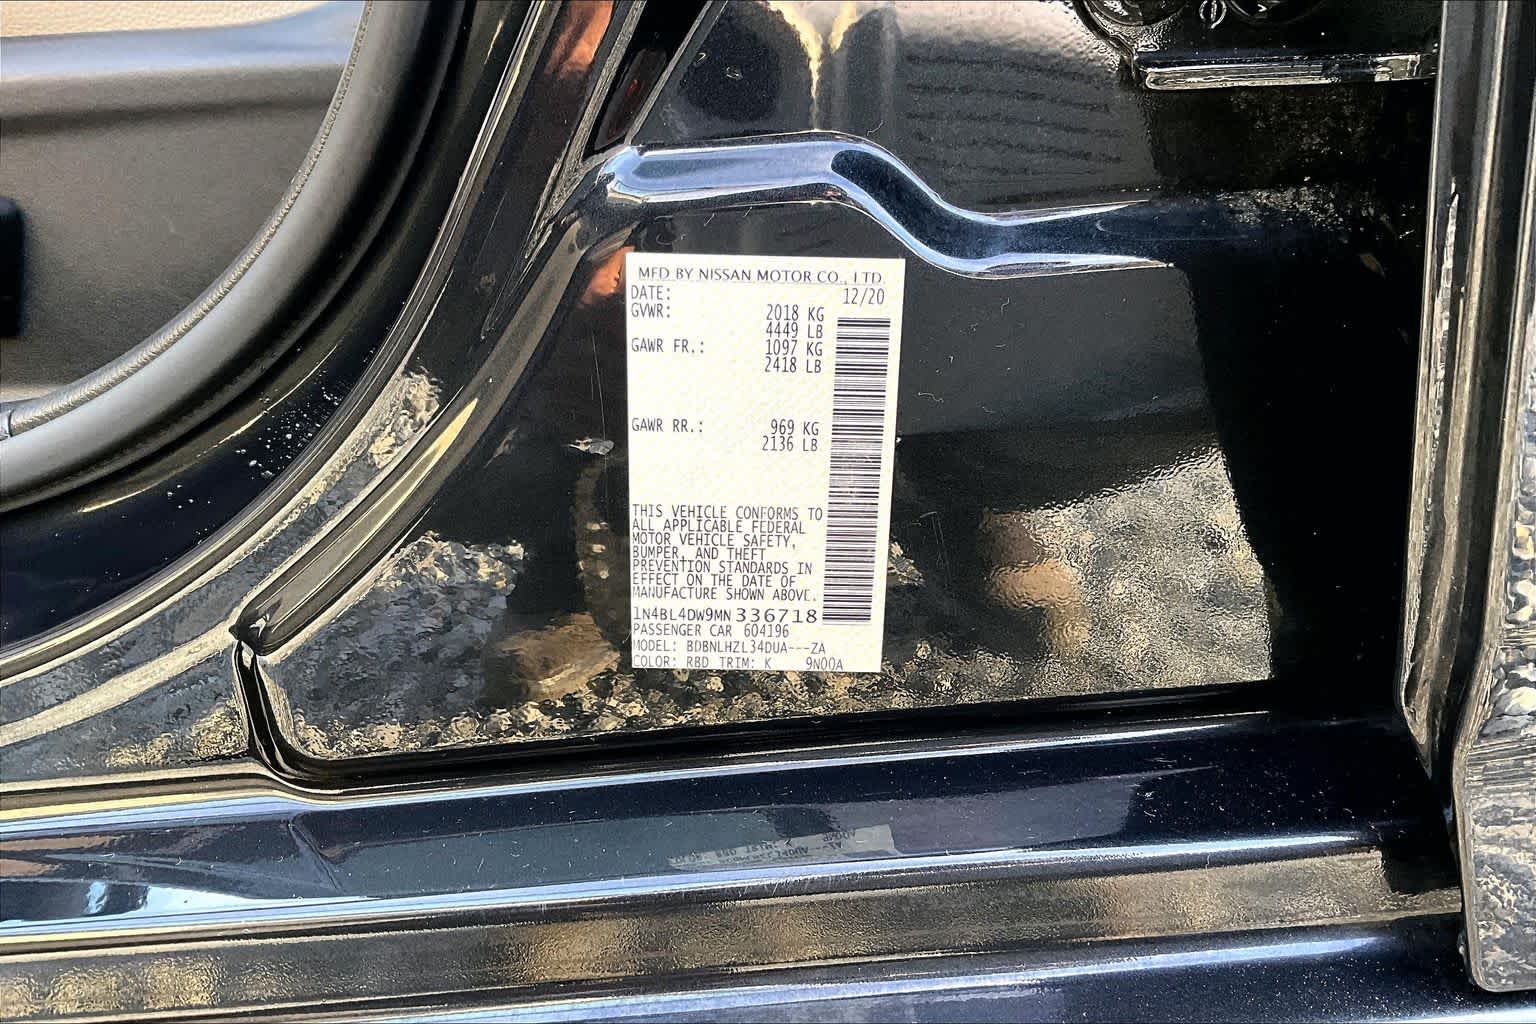 MFD BY NISSAN MOTOR CO., LTD.
DATE: 12/20
GVWR: 2018 KG
4449 LB
GAWR FR.: 1097 KG
2418 LB
GAWR RR.: 969 KG
2136 LB
THIS VEHICLE CONFORMS TO
ALL APPLICABLE FEDERAL
MOTOR VEHICLE SAFETY,
BUMPER, AND THEFT
PREVENTION STANDARDS IN
EFFECT ON THE DATE OF
MANUFACTURE SHOWN ABOVE.
1N4BL4DW9MN336718
PASSENGER CAR 604196
MODEL: BDBNLHZL34DUA---ZA
COLOR: RBD TRIM: K 9N00A